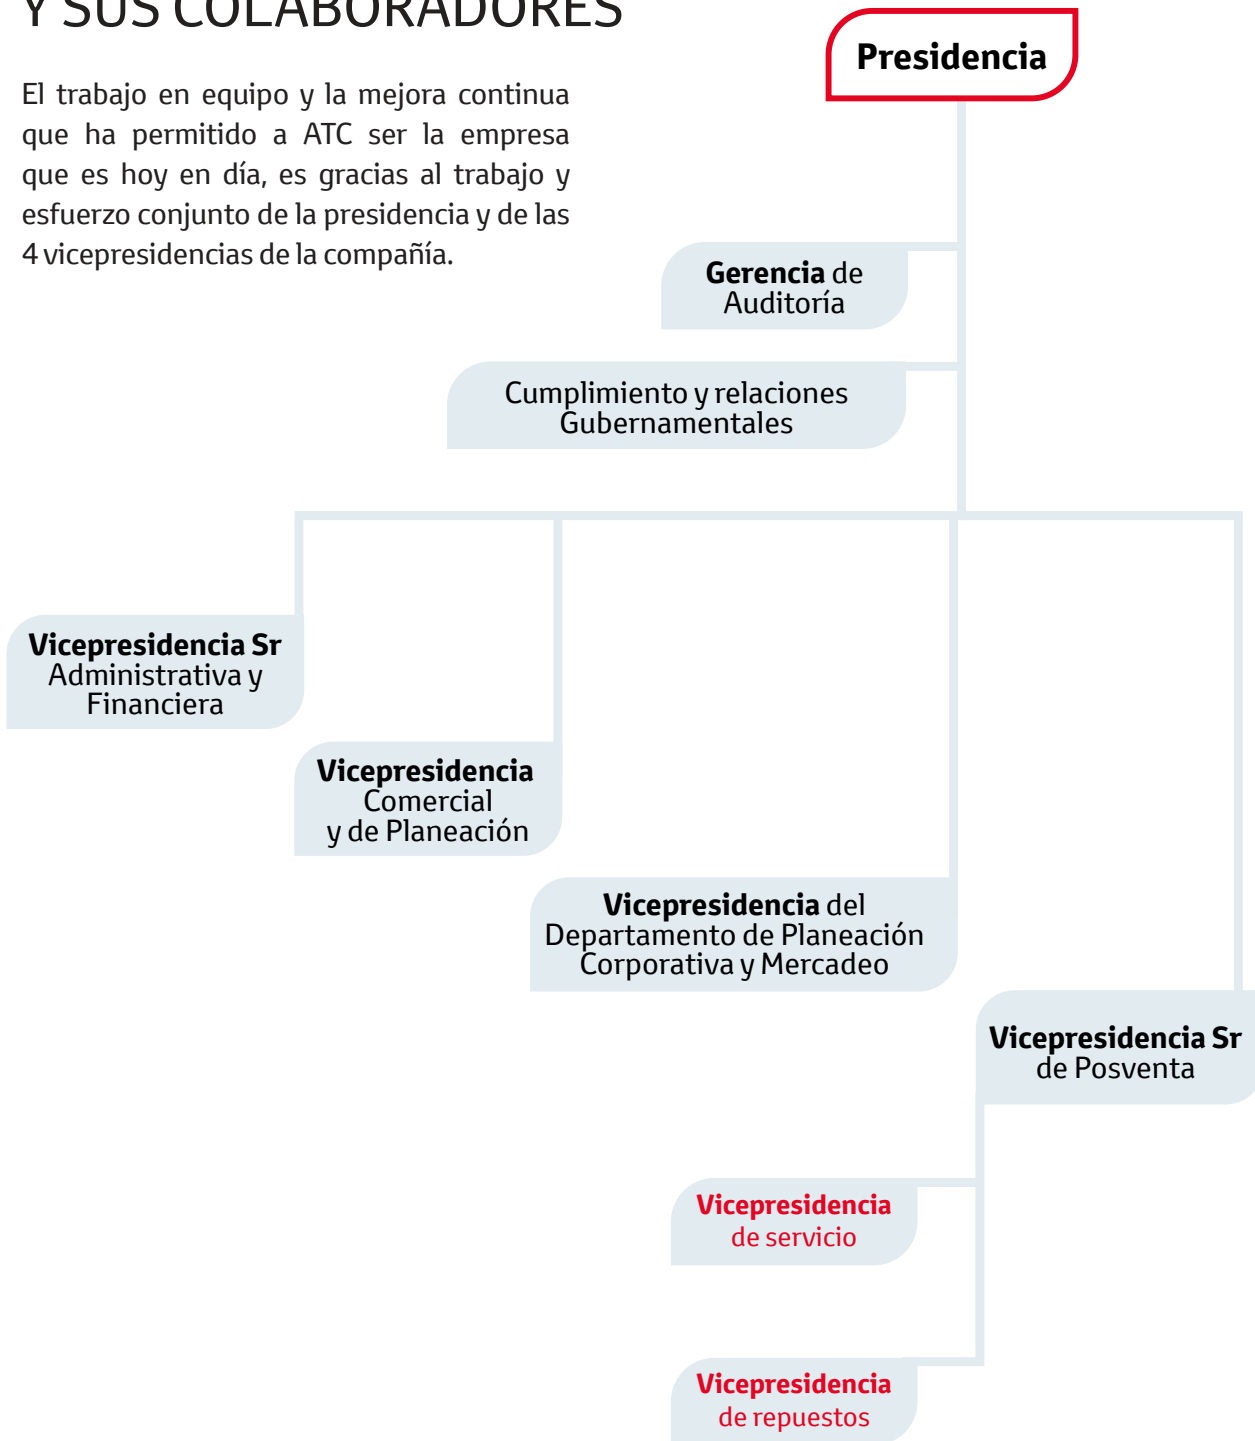 Y SUS COLABORADORES
El trabajo en equipo y la mejora continua
que ha permitido a ATC ser la empresa
que es hoy en día, es gracias al trabajo y
esfuerzo conjunto de la presidencia y de las
4 vicepresidencias de la compañía.
Presidencia
Gerencia de
Auditoría
Cumplimiento y relaciones
Gubernamentales
Vicepresidencia Sr
Administrativa y
Financiera
Vicepresidencia
Comercial
y de Planeación
Vicepresidencia del
Departamento de Planeación
Corporativa y Mercadeo
Vicepresidencia Sr
de Posventa
Vicepresidencia
de servicio
Vicepresidencia
de repuestos